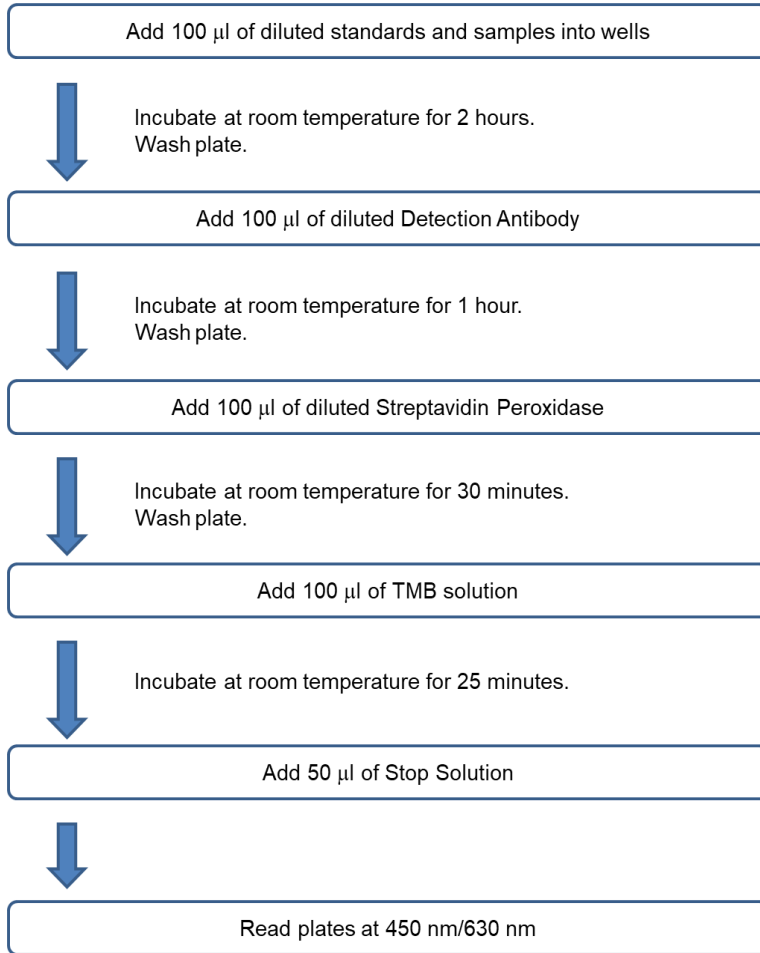 Add 100 μl of diluted standards and samples into wells
Incubate at room temperature for 2 hours.
Wash plate.
Add 100 μl of diluted Detection Antibody
Incubate at room temperature for 1 hour.
Wash plate.
Add 100 μl of diluted Streptavidin Peroxidase
Incubate at room temperature for 30 minutes.
Wash plate.
Add 100 μl of TMB solution
Incubate at room temperature for 25 minutes.
Add 50 μl of Stop Solution
Read plates at 450 nm/630 nm